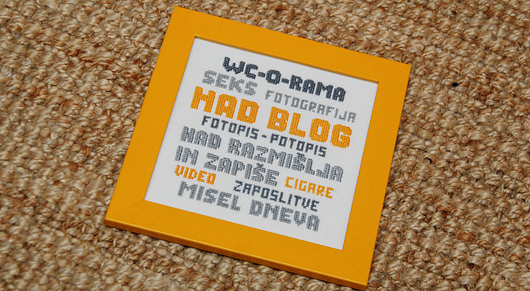 WC-O-RAMA
SEKS FOTOGRAFIJA
HAD BLOG
FOTOPIS-POTOPIS
HAD RAZMIŠLJA
IN ZAPIŠE CIGARE
VIDEO ZAPOSLITVE
MISEL DNEVA